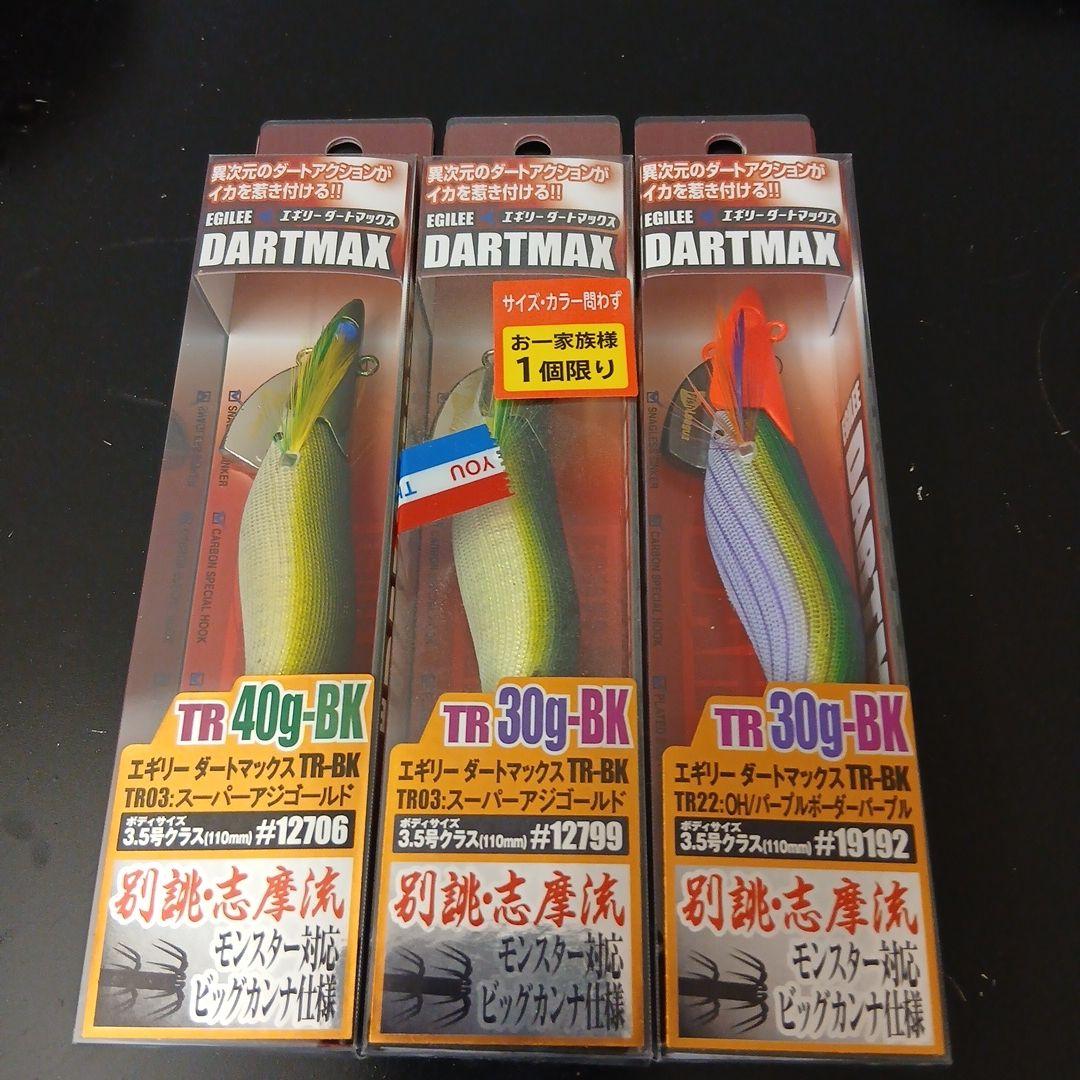 異次元のダートアクションが
イカを惹き付ける!!
EGILEE エギリーダートマックス
DARTMAX
SNAGLESS SINKER
CARBON SPECIAL HOOK
TR 40g-BK
エギリー ダートマックス TR-BK
TR03:スーパーアジゴールド
ボディサイズ
3.5号クラス(110mm) #12706
別誂・志摩流
モンスター対応
ビッグカンナ仕様
異次元のダートアクションが
イカを惹き付ける!!
EGILEE エギリーダートマックス
DARTMAX
サイズ・カラー問わず
お一家族様
1個限り
YOU
TR 30g-BK
エギリー ダートマックス TR-BK
TR03:スーパーアジゴールド
ボディサイズ
3.5号クラス(110mm) #12799
別誂・志摩流
モンスター対応
ビッグカンナ仕様
異次元のダートアクションが
イカを惹き付ける!!
EGILEE エギリーダートマックス
DARTMAX
CARBON SPECIAL HOOK
PLATED
TR 30g-BK
エギリー ダートマックス TR-BK
TR22:OH/パープルボーダーパープル
ボディサイズ
3.5号クラス(110mm) #19192
別誂・志摩流
モンスター対応
ビッグカンナ仕様